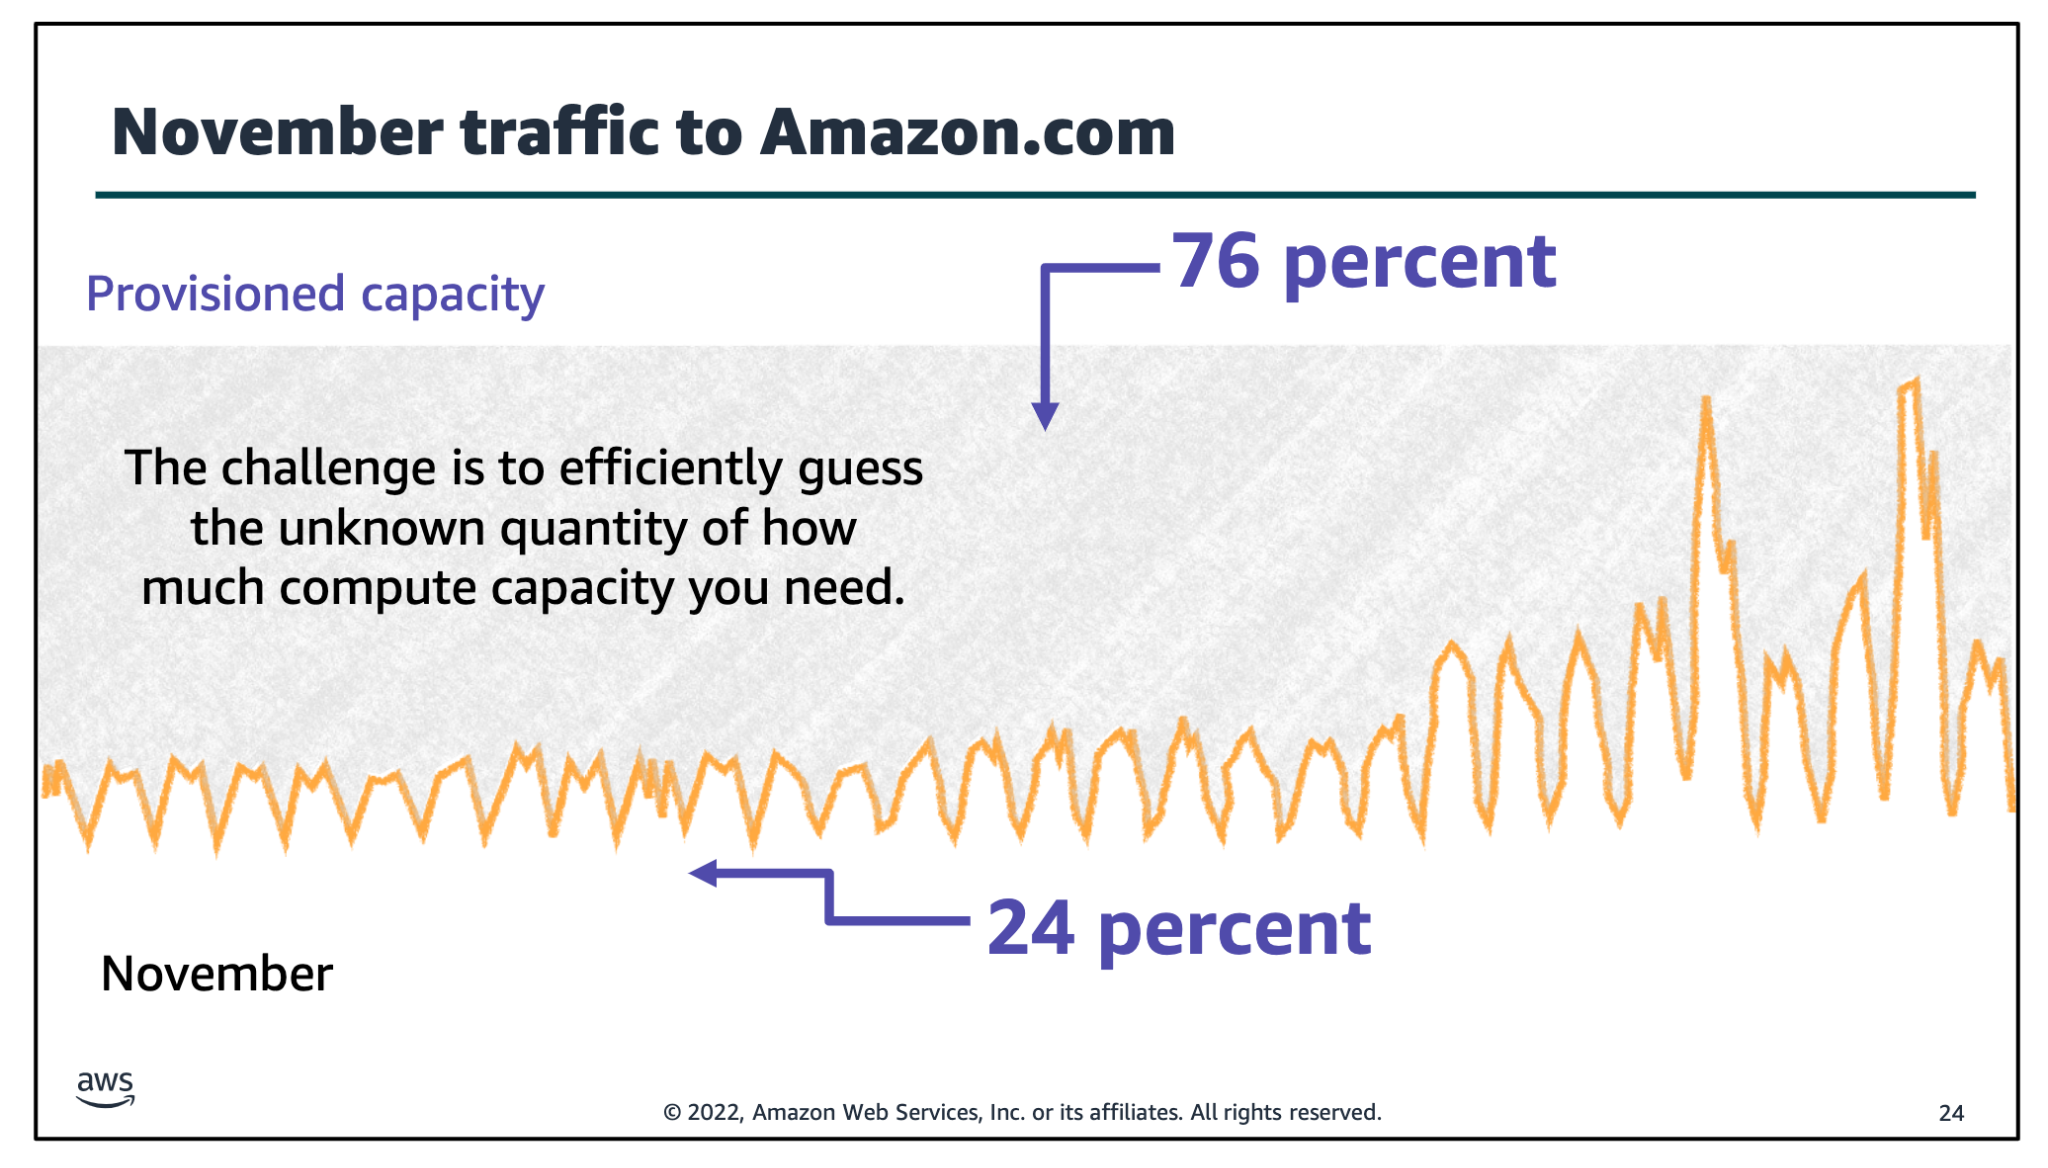 November traffic to Amazon.com
76 percent
Provisioned capacity
The challenge is to efficiently guess
the unknown quantity of how
much compute capacity you need.
24 percent
November
aws
© 2022, Amazon Web Services, Inc. or its affiliates. All rights reserved.
24